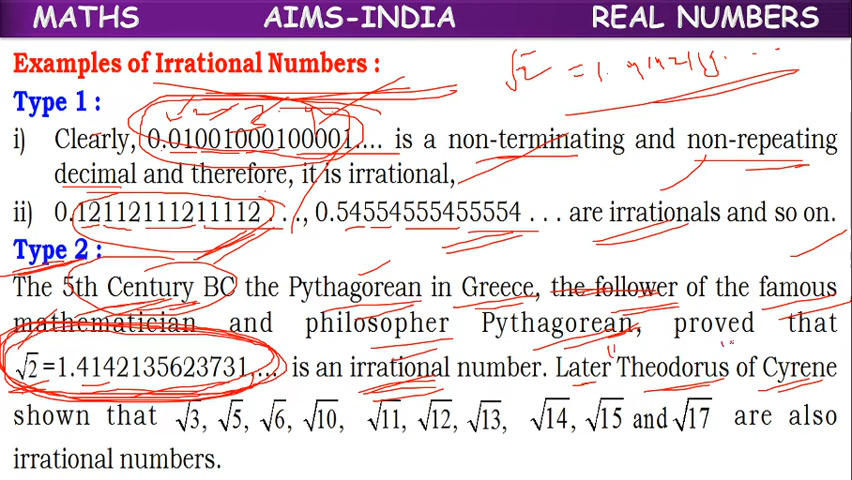 MATHS AIMS-INDIA REAL NUMBERS
Examples of Irrational Numbers :
√2 = 1.
Type 1 :
i) Clearly, 0.01001000100001.... is a non-terminating and non-repeating
decimal and therefore, it is irrational,
ii) 0.12112111211112 . . ., 0.54554555455554 . . . are irrationals and so on.
Type 2 :
The 5th Century BC the Pythagorean in Greece, the follower of the famous
mathematician and philosopher Pythagorean, proved that
√2 =1.4142135623731.... is an irrational number. Later Theodorus of Cyrene
shown that √3, √5, √6, √10, √11, √12, √13, √14, √15 and √17 are also
irrational numbers.